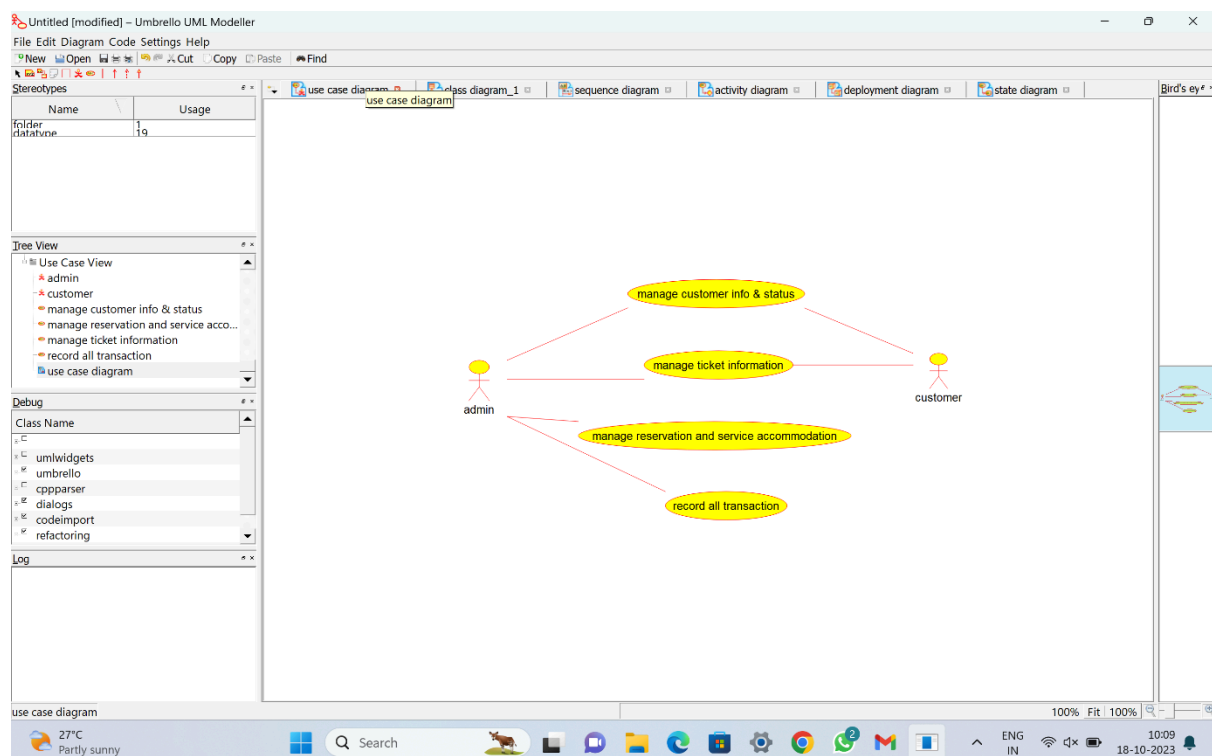 Untitled [modified] – Umbrello UML Modeller
File Edit Diagram Code Settings Help
New Open Cut Copy Paste Find
Stereotypes
Name Usage
folder 1
datatype 19
use case diagram class diagram_1 sequence diagram activity diagram deployment diagram state diagram
use case diagram
Bird's ey
Tree View
Use Case View
admin
customer
manage customer info & status
manage reservation and service acco...
manage ticket information
record all transaction
use case diagram
Debug
Class Name
umlwidgets
umbrello
cppparser
dialogs
codeimport
refactoring
Log
manage customer info & status
manage ticket information
admin
customer
manage reservation and service accommodation
record all transaction
use case diagram
100% Fit 100%
27°C
Partly sunny
Search
2
ENG
IN
10:09
18-10-2023